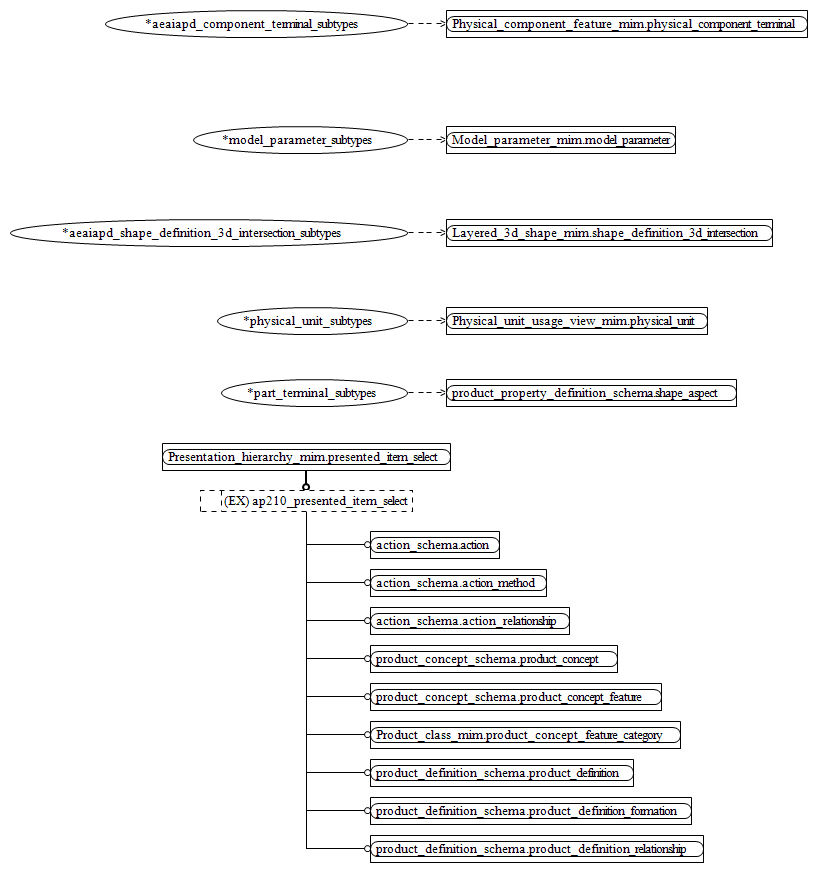 *aeaiapd_component_terminal_subtypes
Physical_component_feature_mim.physical_component_terminal
*model_parameter_subtypes
Model_parameter_mim.model_parameter
*aeaiapd_shape_definition_3d_intersection_subtypes
Layered_3d_shape_mim.shape_definition_3d_intersection
*physical_unit_subtypes
Physical_unit_usage_view_mim.physical_unit
*part_terminal_subtypes
product_property_definition_schema.shape_aspect
Presentation_hierarchy_mim.presented_item_select
(EX) ap210_presented_item_select
action_schema.action
action_schema.action_method
action_schema.action_relationship
product_concept_schema.product_concept
product_concept_schema.product_concept_feature
Product_class_mim.product_concept_feature_category
product_definition_schema.product_definition
product_definition_schema.product_definition_formation
product_definition_schema.product_definition_relationship